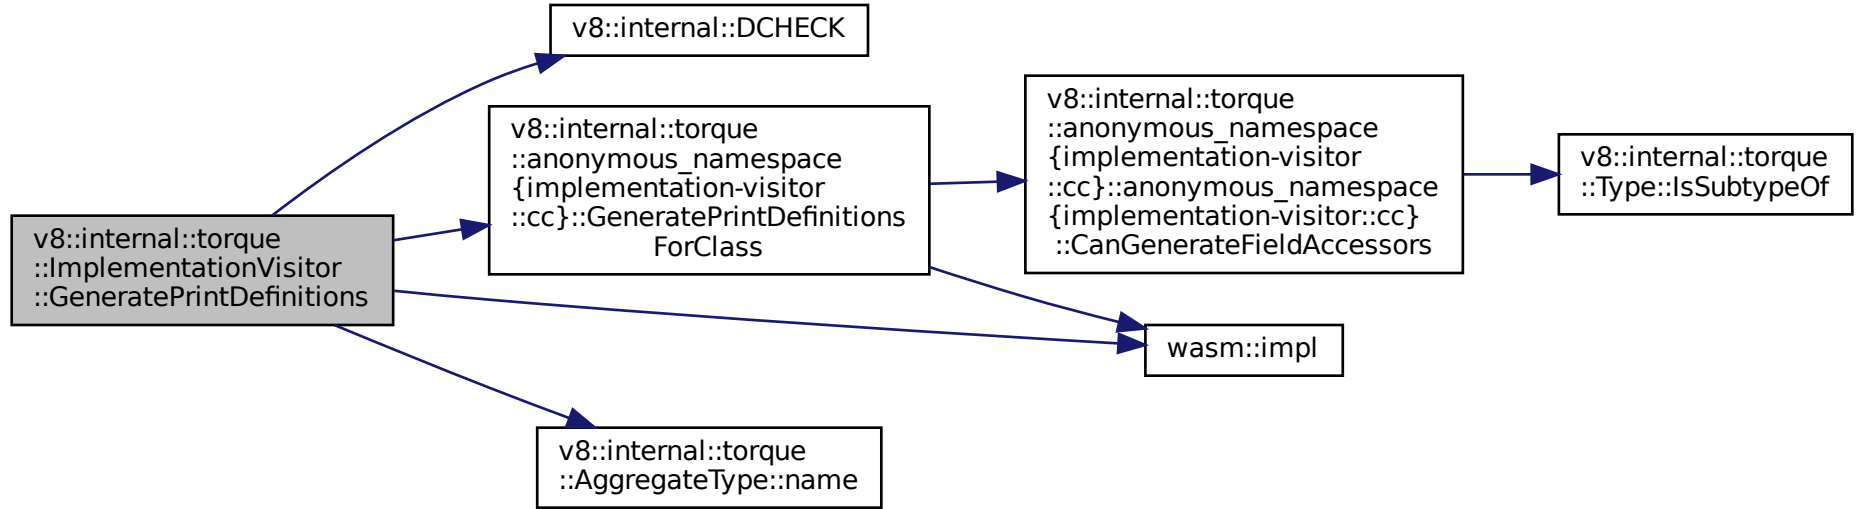 v8::internal::torque
::ImplementationVisitor
::GeneratePrintDefinitions
v8::internal::DCHECK
v8::internal::torque
::anonymous_namespace
{implementation-visitor
::cc}::GeneratePrintDefinitions
ForClass
v8::internal::torque
::anonymous_namespace
{implementation-visitor
::cc}::anonymous_namespace
{implementation-visitor::cc}
::CanGenerateFieldAccessors
v8::internal::torque
::Type::IsSubtypeOf
wasm::impl
v8::internal::torque
::AggregateType::name